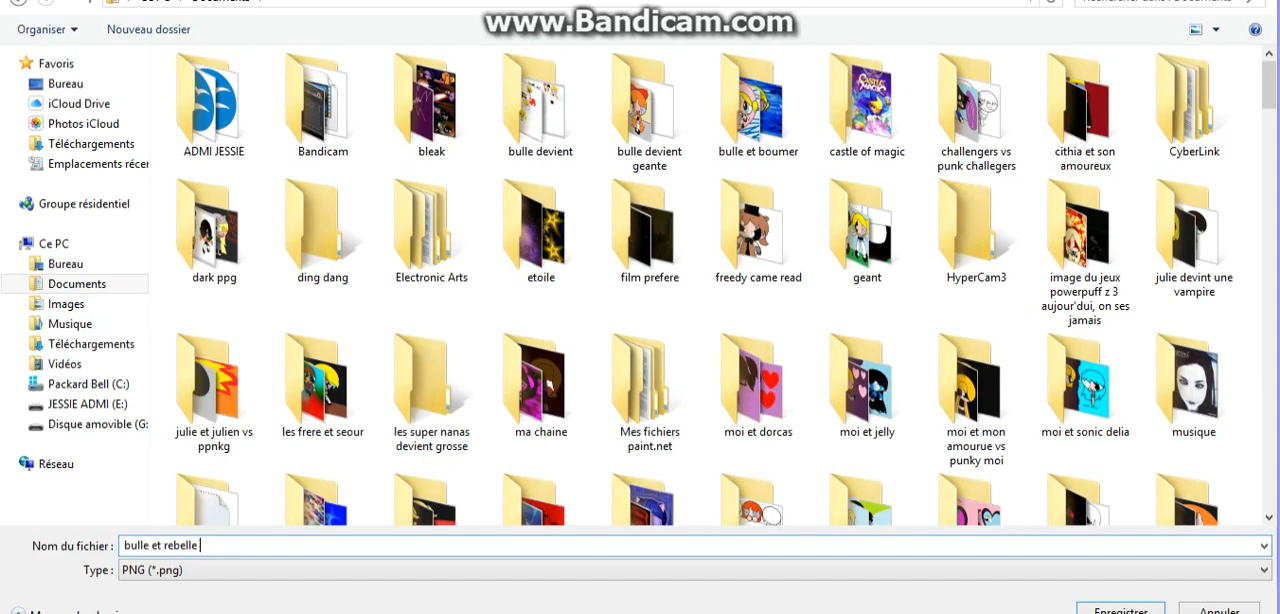 www.Bandicam.com
Organiser
Nouveau dossier
Favoris
Bureau
iCloud Drive
Photos iCloud
Téléchargements
Emplacements récer
Groupe résidentiel
Ce PC
Bureau
Documents
Images
Musique
Téléchargements
Vidéos
Packard Bell (C:)
JESSIE ADMI (E:)
Disque amovible (G:
Réseau
ADMI JESSIE
Bandicam
bleak
bulle devient
bulle devient
geante
bulle et boumer
castle of magic
challengers vs
punk challegers
cithia et son
amoureux
CyberLink
dark ppg
ding dang
Electronic Arts
etoile
film prefere
freedy came read
geant
HyperCam3
image du jeux
powerpuff z 3
aujour'dui, on ses
jamais
julie devint une
vampire
julie et julien vs
ppnkg
les frere et seour
les super nanas
devient grosse
ma chaine
Mes fichiers
paint.net
moi et dorcas
moi et jelly
moi et mon
amourue vs
punky moi
moi et sonic delia
musique
Nom du fichier :
bulle et rebelle
Type :
PNG (*.png)
Enregistrer
Annuler